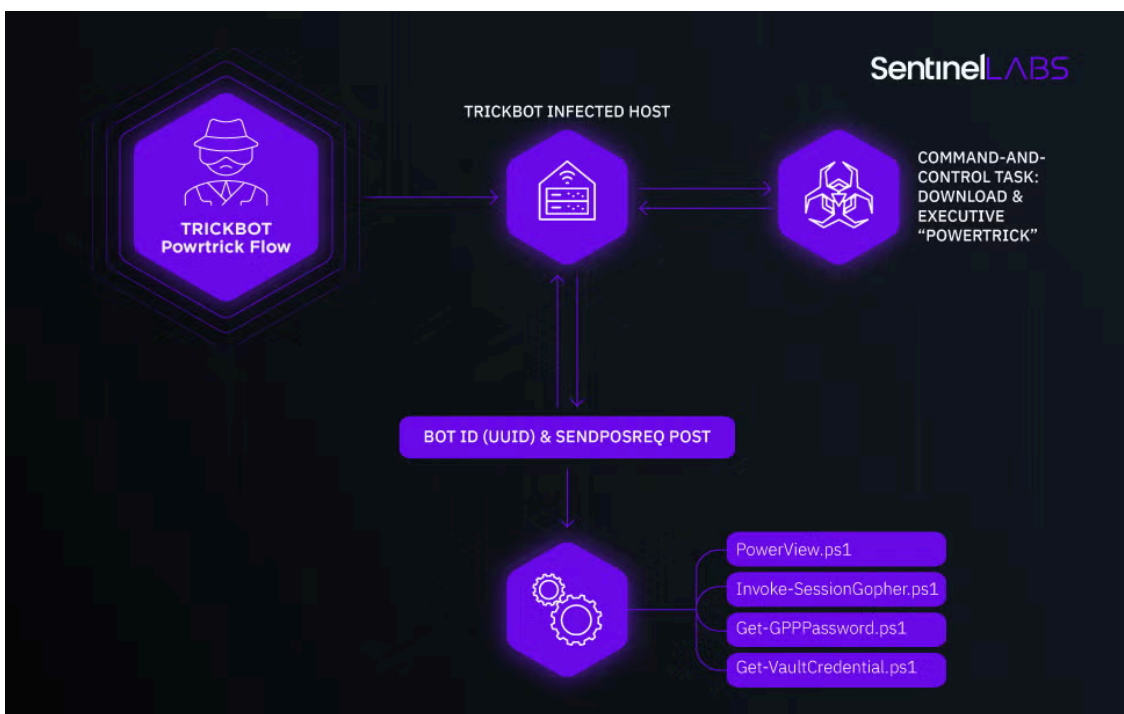 SentinelLABS
TRICKBOT INFECTED HOST
TRICKBOT
Powrtrick Flow
COMMAND-AND-
CONTROL TASK:
DOWNLOAD &
EXECUTIVE
“POWERTRICK”
BOT ID (UUID) & SENDPOSREQ POST
PowerView.ps1
Invoke-SessionGopher.ps1
Get-GPPPassword.ps1
Get-VaultCredential.ps1